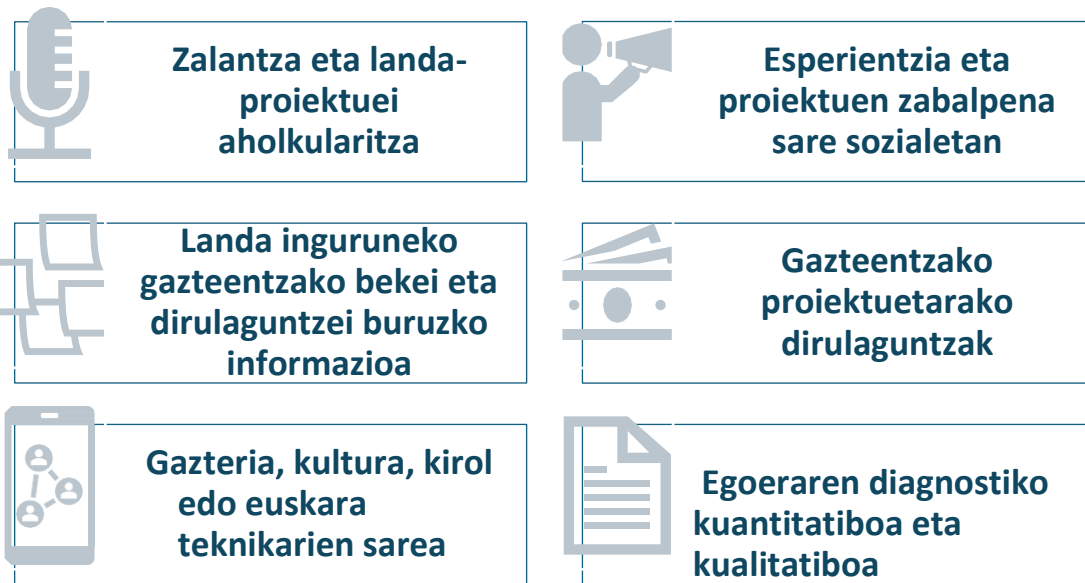 Zalantza eta landa-
proiektuei
aholkularitza
Esperientzia eta
proiektuen zabalpena
sare sozialetan
Landa inguruneko
gazteentzako bekei eta
dirulaguntzei buruzko
informazioa
Gazteentzako
proiektuetarako
dirulaguntzak
Gazteria, kultura, kirol
edo euskara
teknikarien sarea
Egoeraren diagnostiko
kuantitatiboa eta
kualitatiboa